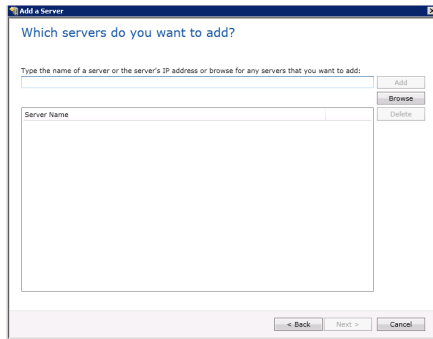 Add a Server
Which servers do you want to add?
Type the name of a server or the server's IP address or browse for any servers that you want to add:
Add
Browse
Server Name
Delete
< Back
Next >
Cancel